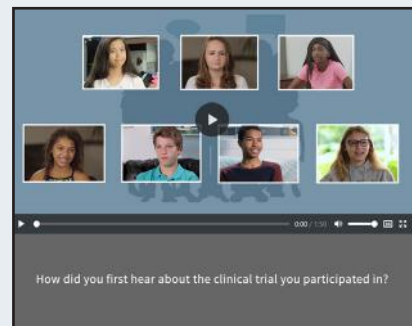 0:00 / 1:50
How did you first hear about the clinical trial you participated in?